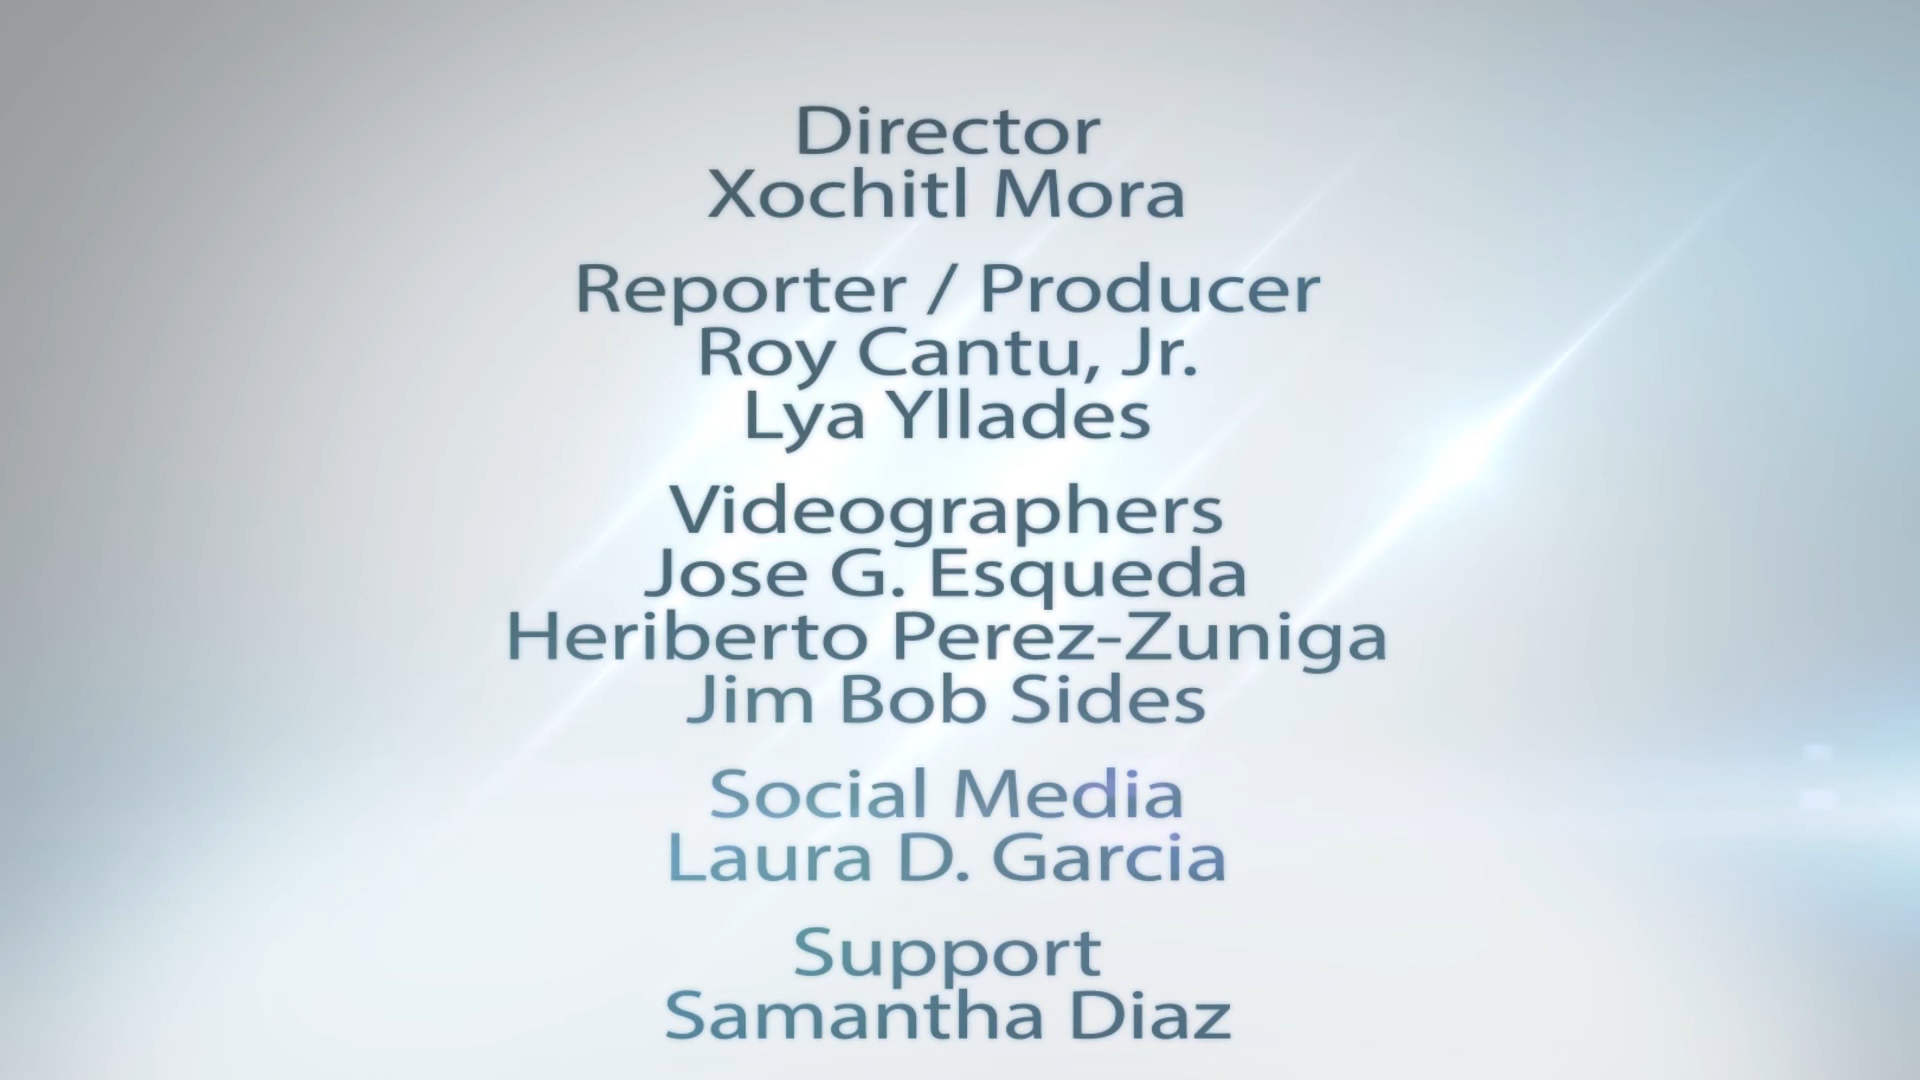 Director
Xochitl Mora
Reporter / Producer
Roy Cantu, Jr.
Lya Yllades
Videographers
Jose G. Esqueda
Heriberto Perez-Zuniga
Jim Bob Sides
Social Media
Laura D. Garcia
Support
Samantha Diaz